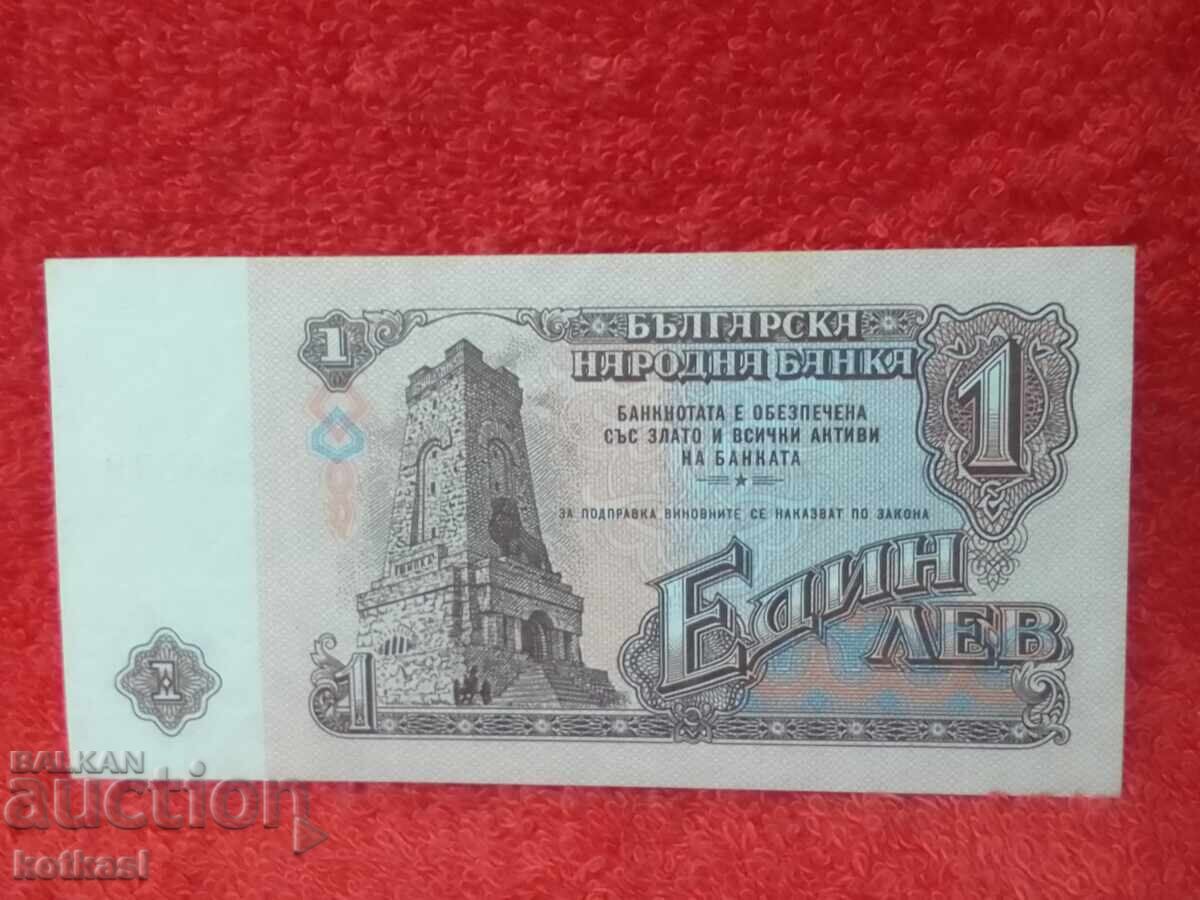 1
БЪЛГАРСКА
НАРОДНА БАНКА
1
БАНКНОТАТА Е ОБЕЗПЕЧЕНА
СЪС ЗЛАТО И ВСИЧКИ АКТИВИ
НА БАНКАТА
ЗА ПОДПРАВКА ВИНОВНИТЕ СЕ НАКАЗВАТ ПО ЗАКОНА
ЕДИН
ЛЕВ
1
1
BALKAN
auction
kotkasl